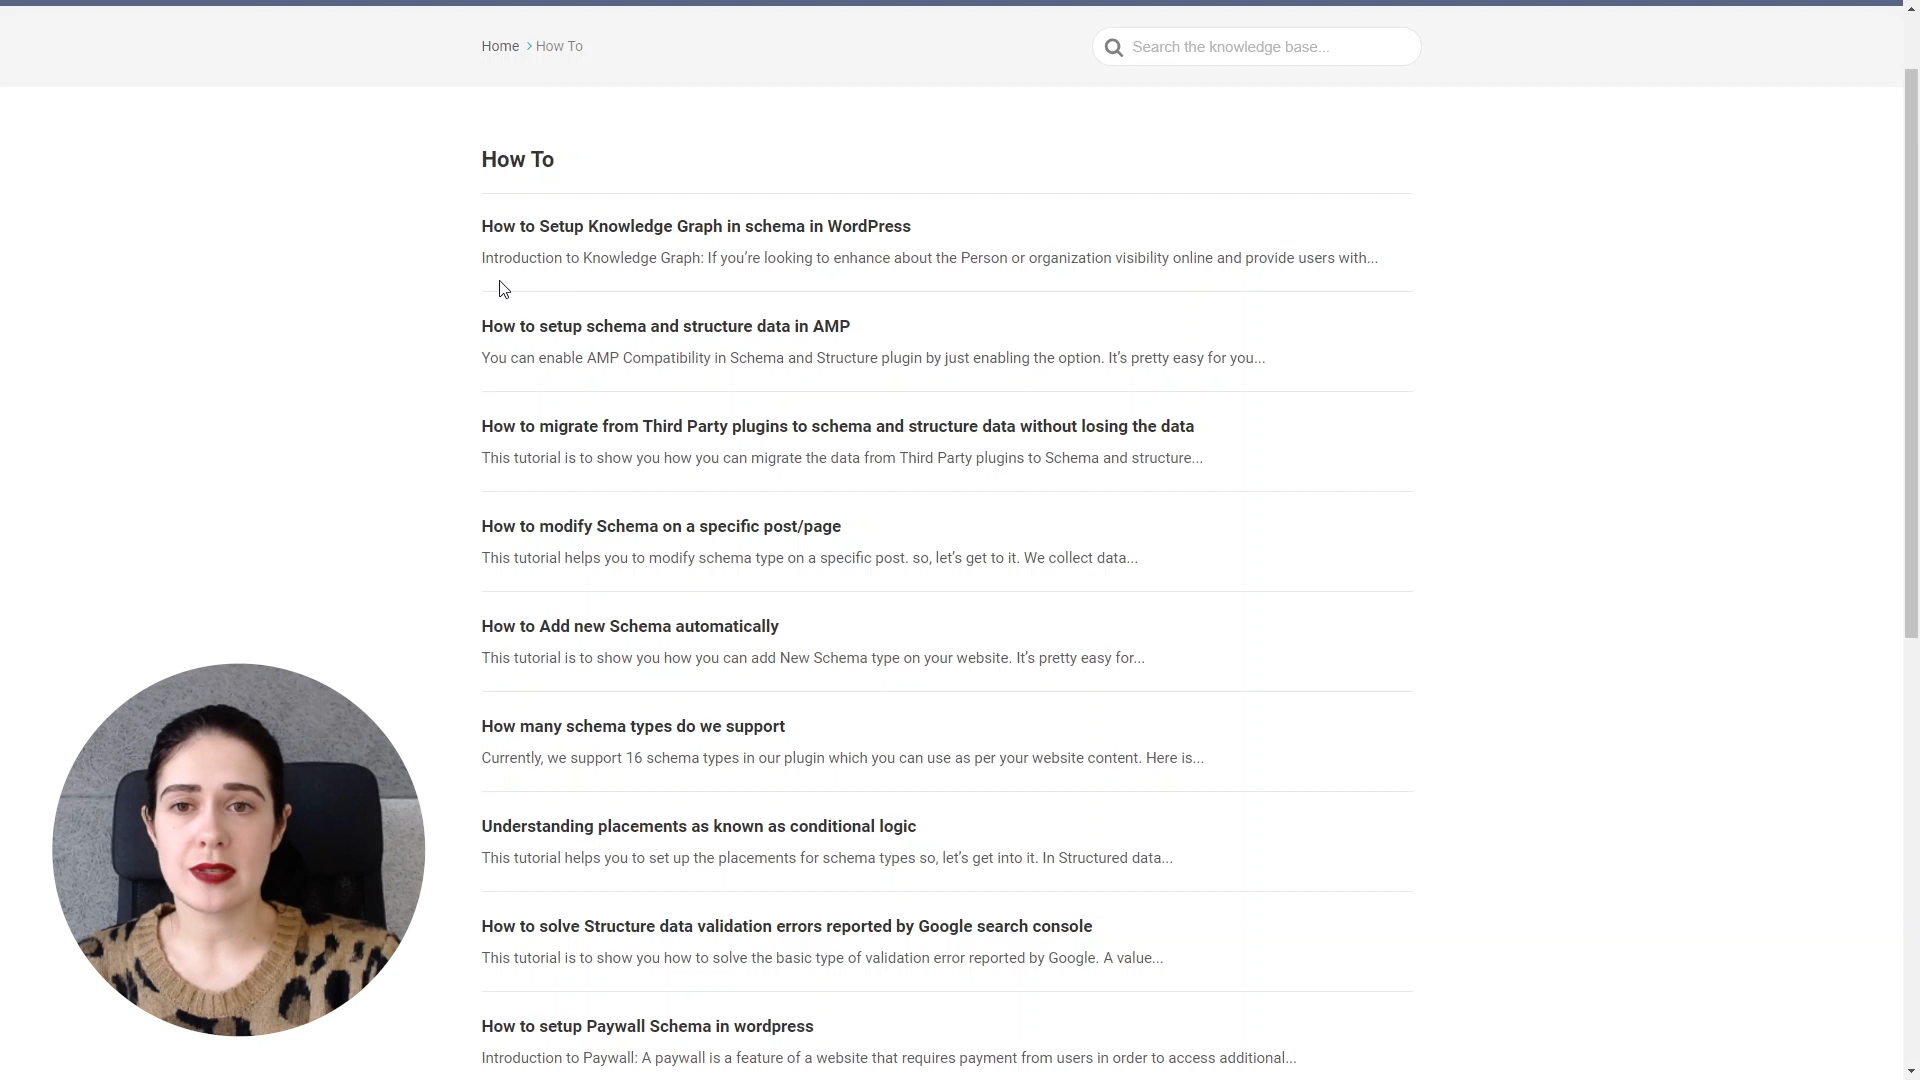 Home > How To
Search the knowledge base...
How To
How to Setup Knowledge Graph in schema in WordPress
Introduction to Knowledge Graph: If you’re looking to enhance about the Person or organization visibility online and provide users with...
How to setup schema and structure data in AMP
You can enable AMP Compatibility in Schema and Structure plugin by just enabling the option. It’s pretty easy for you...
How to migrate from Third Party plugins to schema and structure data without losing the data
This tutorial is to show you how you can migrate the data from Third Party plugins to Schema and structure...
How to modify Schema on a specific post/page
This tutorial helps you to modify schema type on a specific post. so, let’s get to it. We collect data...
How to Add new Schema automatically
This tutorial is to show you how you can add New Schema type on your website. It’s pretty easy for...
How many schema types do we support
Currently, we support 16 schema types in our plugin which you can use as per your website content. Here is...
Understanding placements as known as conditional logic
This tutorial helps you to set up the placements for schema types so, let’s get into it. In Structured data...
How to solve Structure data validation errors reported by Google search console
This tutorial is to show you how to solve the basic type of validation error reported by Google. A value...
How to setup Paywall Schema in wordpress
Introduction to Paywall: A paywall is a feature of a website that requires payment from users in order to access additional...